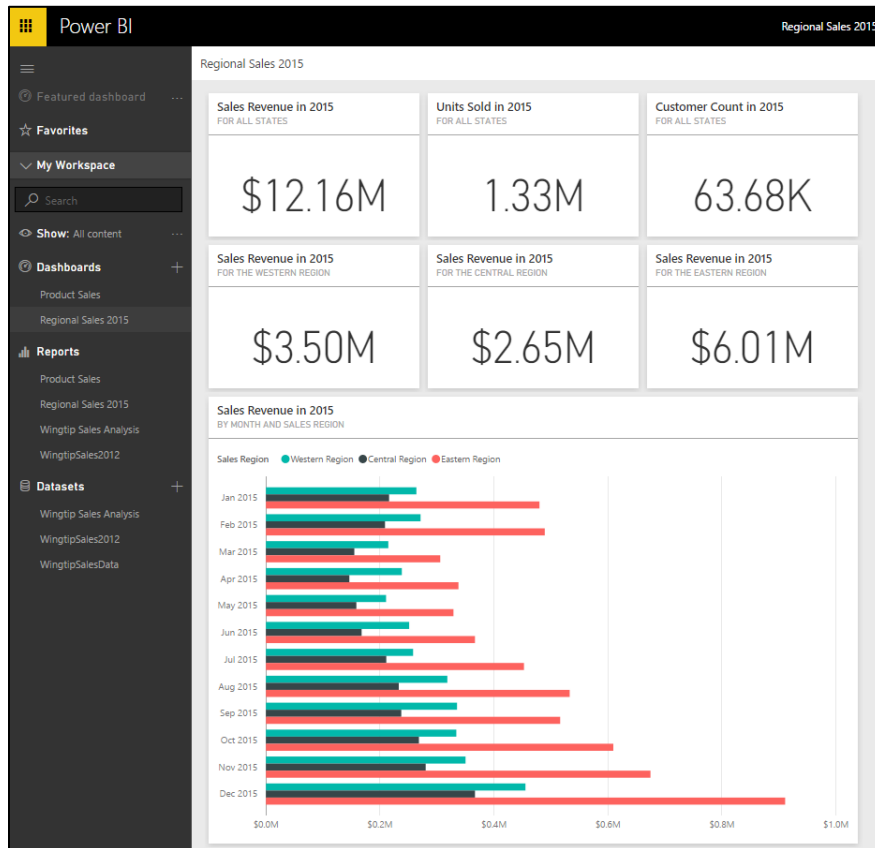 Power BI
Regional Sales 2015
Featured dashboard ...
Favorites
My Workspace
Search
Show: All content ...
Dashboards
Product Sales
Regional Sales 2015
Reports
Product Sales
Regional Sales 2015
Wingtip Sales Analysis
WingtipSales2012
Datasets
Wingtip Sales Analysis
WingtipSales2012
WingtipSalesData
Regional Sales 2015
Sales Revenue in 2015
FOR ALL STATES
$12.16M
Units Sold in 2015
FOR ALL STATES
1.33M
Customer Count in 2015
FOR ALL STATES
63.68K
Sales Revenue in 2015
FOR THE WESTERN REGION
$3.50M
Sales Revenue in 2015
FOR THE CENTRAL REGION
$2.65M
Sales Revenue in 2015
FOR THE EASTERN REGION
$6.01M
Sales Revenue in 2015
BY MONTH AND SALES REGION
Sales Region Western Region Central Region Eastern Region
Jan 2015
Feb 2015
Mar 2015
Apr 2015
May 2015
Jun 2015
Jul 2015
Aug 2015
Sep 2015
Oct 2015
Nov 2015
Dec 2015
$0.0M $0.2M $0.4M $0.6M $0.8M $1.0M